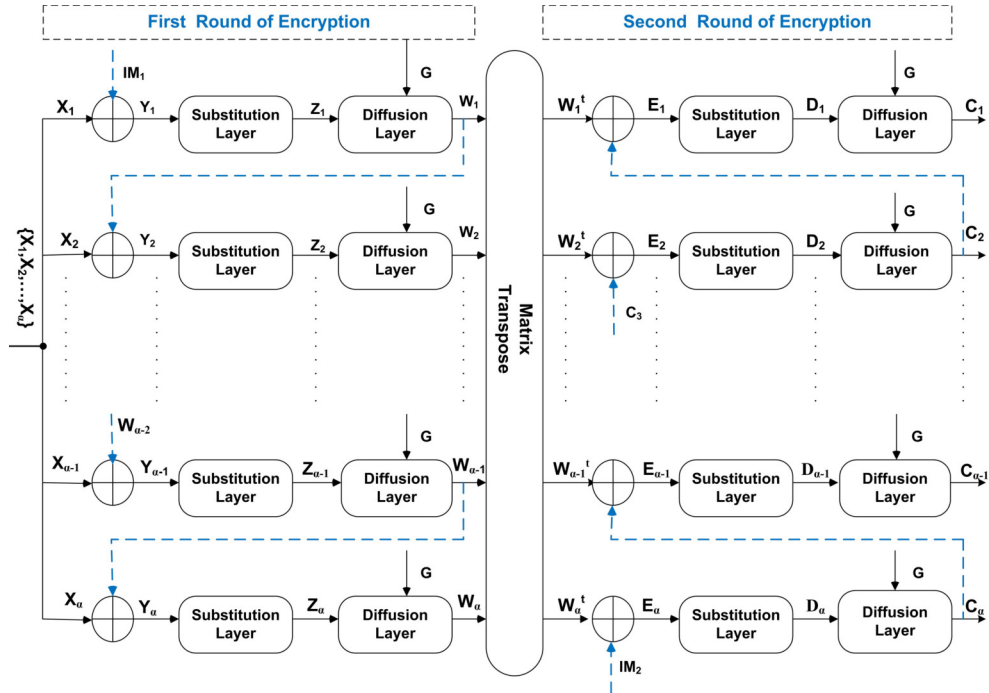 First Round of Encryption
Second Round of Encryption
IM₁
G
G
X₁
Y₁
Substitution
Layer
Z₁
Diffusion
Layer
W₁
W₁ᵗ
E₁
Substitution
Layer
D₁
Diffusion
Layer
C₁
G
G
X₂
Y₂
Substitution
Layer
Z₂
Diffusion
Layer
W₂
W₂ᵗ
E₂
Substitution
Layer
D₂
Diffusion
Layer
C₂
C₃
{X₁,X₂,...,Xα}
Matrix
Transpose
Wα-2
G
G
Xα-1
Yα-1
Substitution
Layer
Zα-1
Diffusion
Layer
Wα-1
Wα-1ᵗ
Eα-1
Substitution
Layer
Dα-1
Diffusion
Layer
Cα-1
G
G
Xα
Yα
Substitution
Layer
Zα
Diffusion
Layer
Wα
Wαᵗ
Eα
Substitution
Layer
Dα
Diffusion
Layer
Cα
IM₂